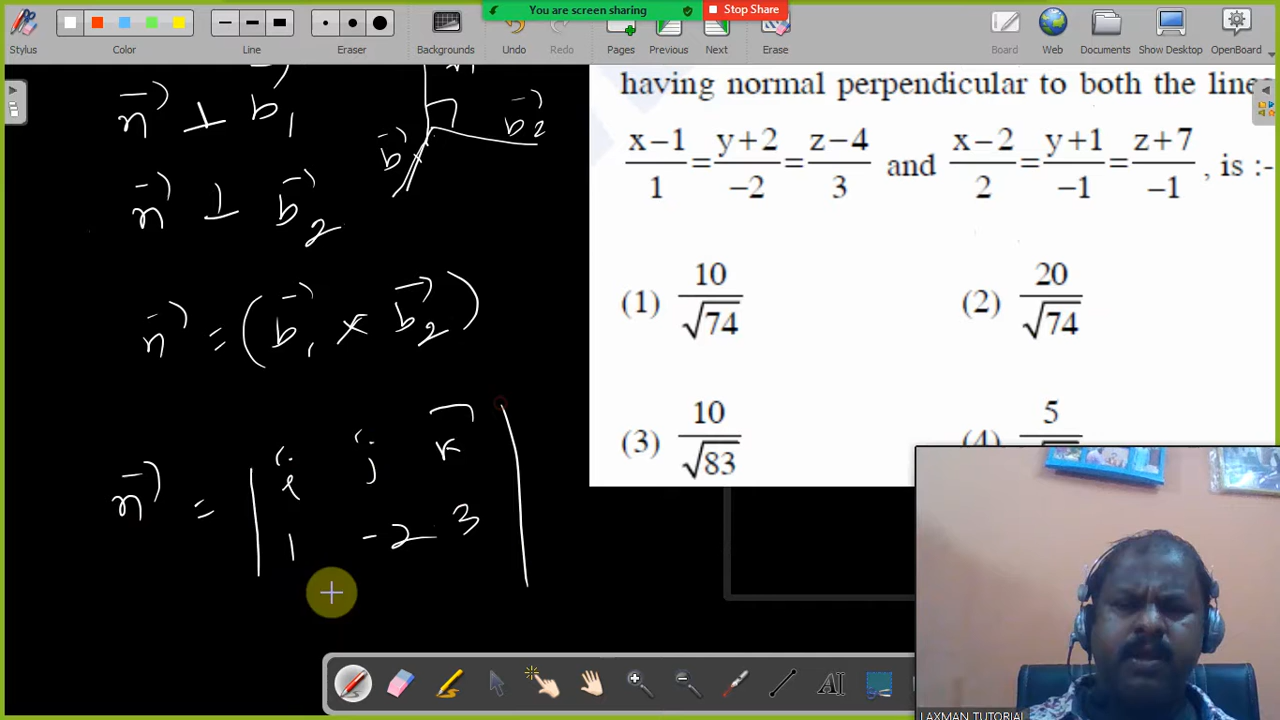 You are screen sharing
Stop Share
Stylus
Color
Line
Eraser
Backgrounds
Undo
Redo
Pages
Previous
Next
Erase
Board
Web
Documents
Show Desktop
OpenBoard
n ⊥ b1
b b2
n ⊥ b2
n = (b1 × b2)
n = | i j k |
1 -2 3
having normal perpendicular to both the line
x–1/1 = y+2/–2 = z–4/3 and x–2/2 = y+1/–1 = z+7/–1 , is :-
(1) 10/√74 (2) 20/√74
(3) 10/√83 (4) 5
LAXMAN TUTORIAL